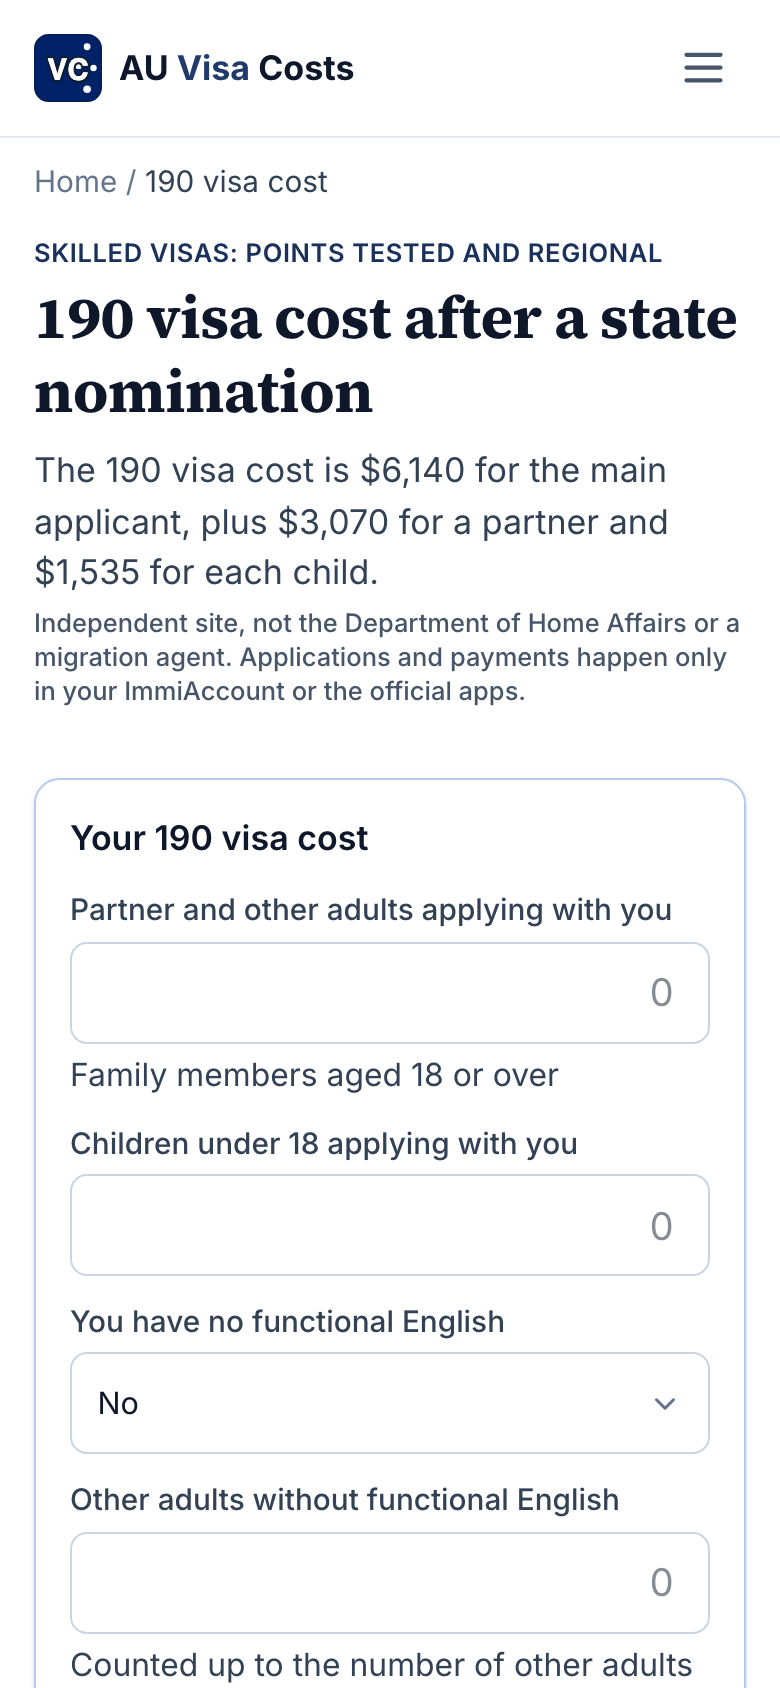 VC
AU Visa Costs
Home / 190 visa cost
SKILLED VISAS: POINTS TESTED AND REGIONAL
190 visa cost after a state
nomination
The 190 visa cost is $6,140 for the main
applicant, plus $3,070 for a partner and
$1,535 for each child.
Independent site, not the Department of Home Affairs or a
migration agent. Applications and payments happen only
in your ImmiAccount or the official apps.
Your 190 visa cost
Partner and other adults applying with you
0
Family members aged 18 or over
Children under 18 applying with you
0
You have no functional English
No
Other adults without functional English
0
Counted up to the number of other adults